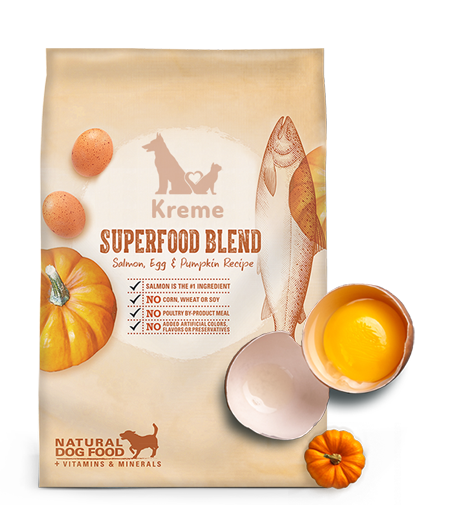 Kreme
SUPERFOOD BLEND
Salmon, Egg & Pumpkin Recipe
SALMON IS THE #1 INGREDIENT
NO CORN, WHEAT OR SOY
NO POULTRY BY-PRODUCT MEAL
NO ADDED ARTIFICIAL COLORS,
FLAVORS OR PRESERVATIVES
NATURAL
DOG FOOD
+ VITAMINS & MINERALS